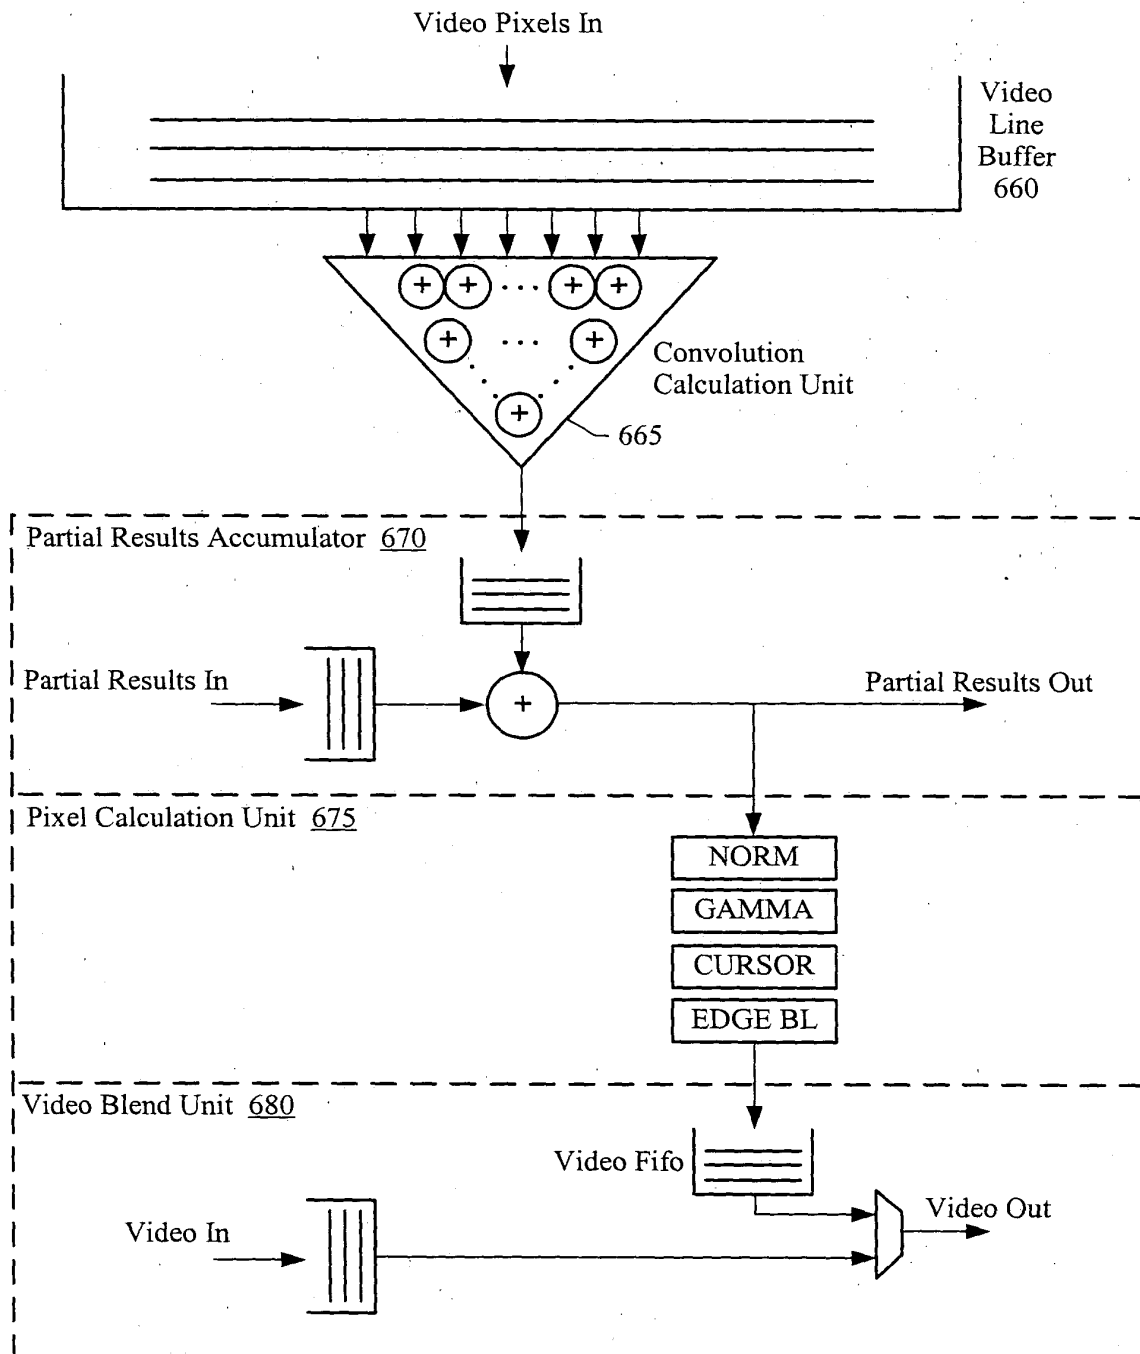 Video Pixels In
Video
Line
Buffer
660
+ + · · · + +
+ · · · +
+
Convolution
Calculation Unit
665
Partial Results Accumulator 670
Partial Results In
+
Partial Results Out
Pixel Calculation Unit 675
NORM
GAMMA
CURSOR
EDGE BL
Video Blend Unit 680
Video Fifo
Video In
Video Out